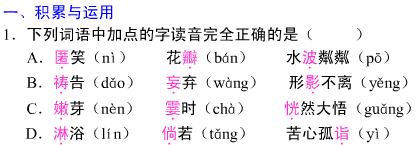 一、积累与运用
1. 下列词语中加点的字读音完全正确的是（    ）
A. 匿笑（nì） 花瓣（bán） 水波粼粼（pō）
B. 祷告（dǎo） 妄弃（wàng） 形影不离（yěng）
C. 嫩芽（nèn） 霎时（chà） 恍然大悟（guǎng）
D. 淋浴（lín） 倘若（tǎng） 苦心孤诣（yì）